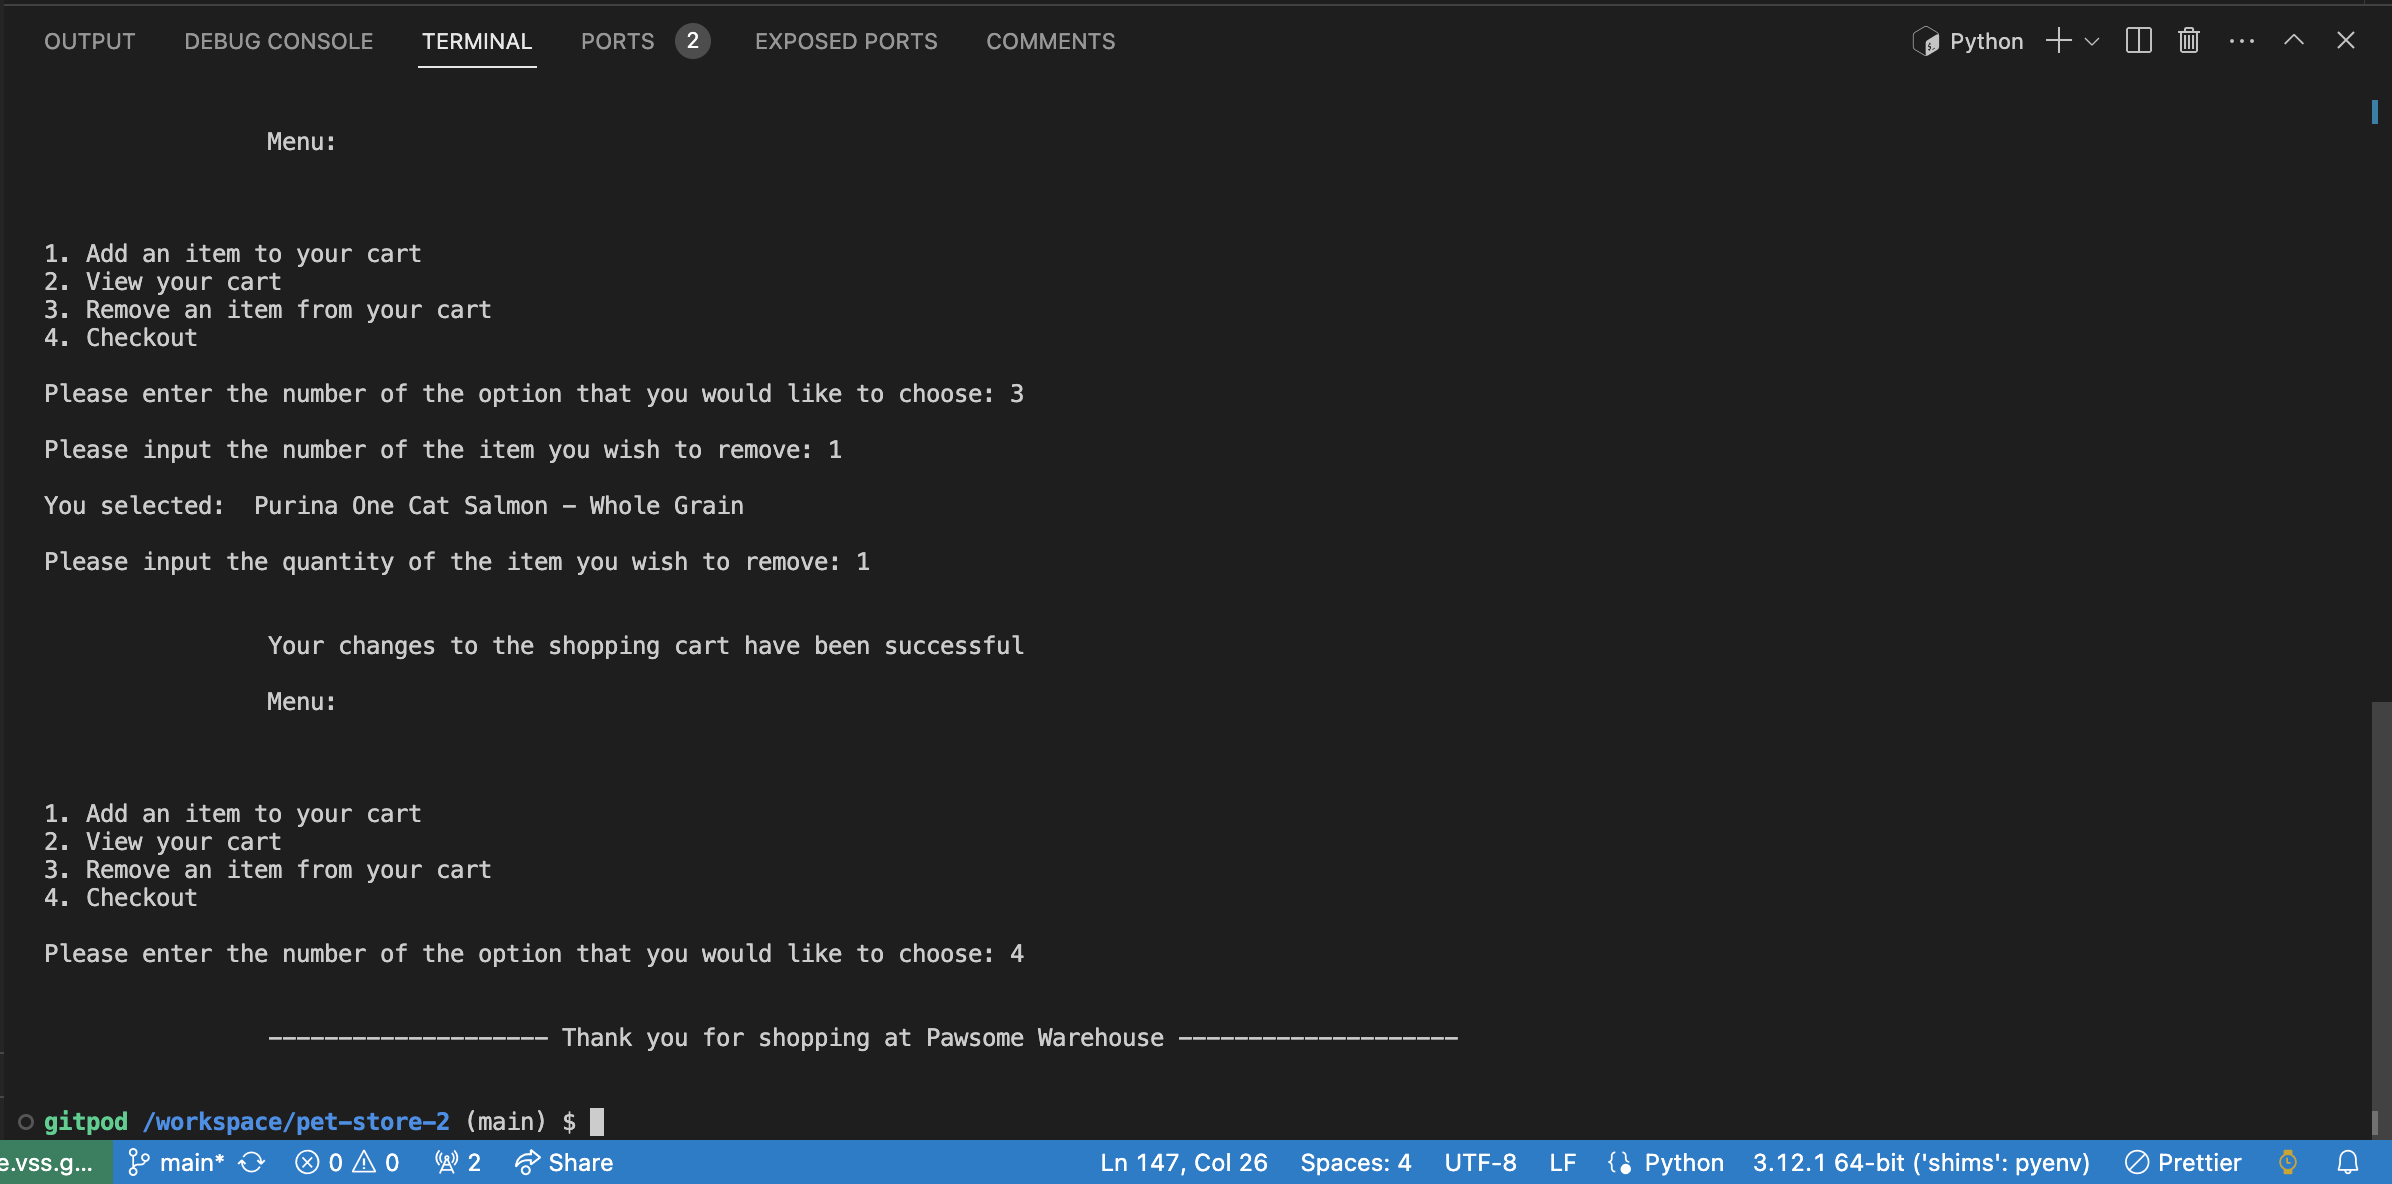 OUTPUT DEBUG CONSOLE TERMINAL PORTS 2 EXPOSED PORTS COMMENTS Python
Menu:
1. Add an item to your cart
2. View your cart
3. Remove an item from your cart
4. Checkout
Please enter the number of the option that you would like to choose: 3
Please input the number of the item you wish to remove: 1
You selected:  Purina One Cat Salmon - Whole Grain
Please input the quantity of the item you wish to remove: 1
Your changes to the shopping cart have been successful
Menu:
1. Add an item to your cart
2. View your cart
3. Remove an item from your cart
4. Checkout
Please enter the number of the option that you would like to choose: 4
-------------------- Thank you for shopping at Pawsome Warehouse --------------------
gitpod /workspace/pet-store-2 (main) $
e.vss.g... main* 0 0 2 Share Ln 147, Col 26 Spaces: 4 UTF-8 LF Python 3.12.1 64-bit ('shims': pyenv) Prettier